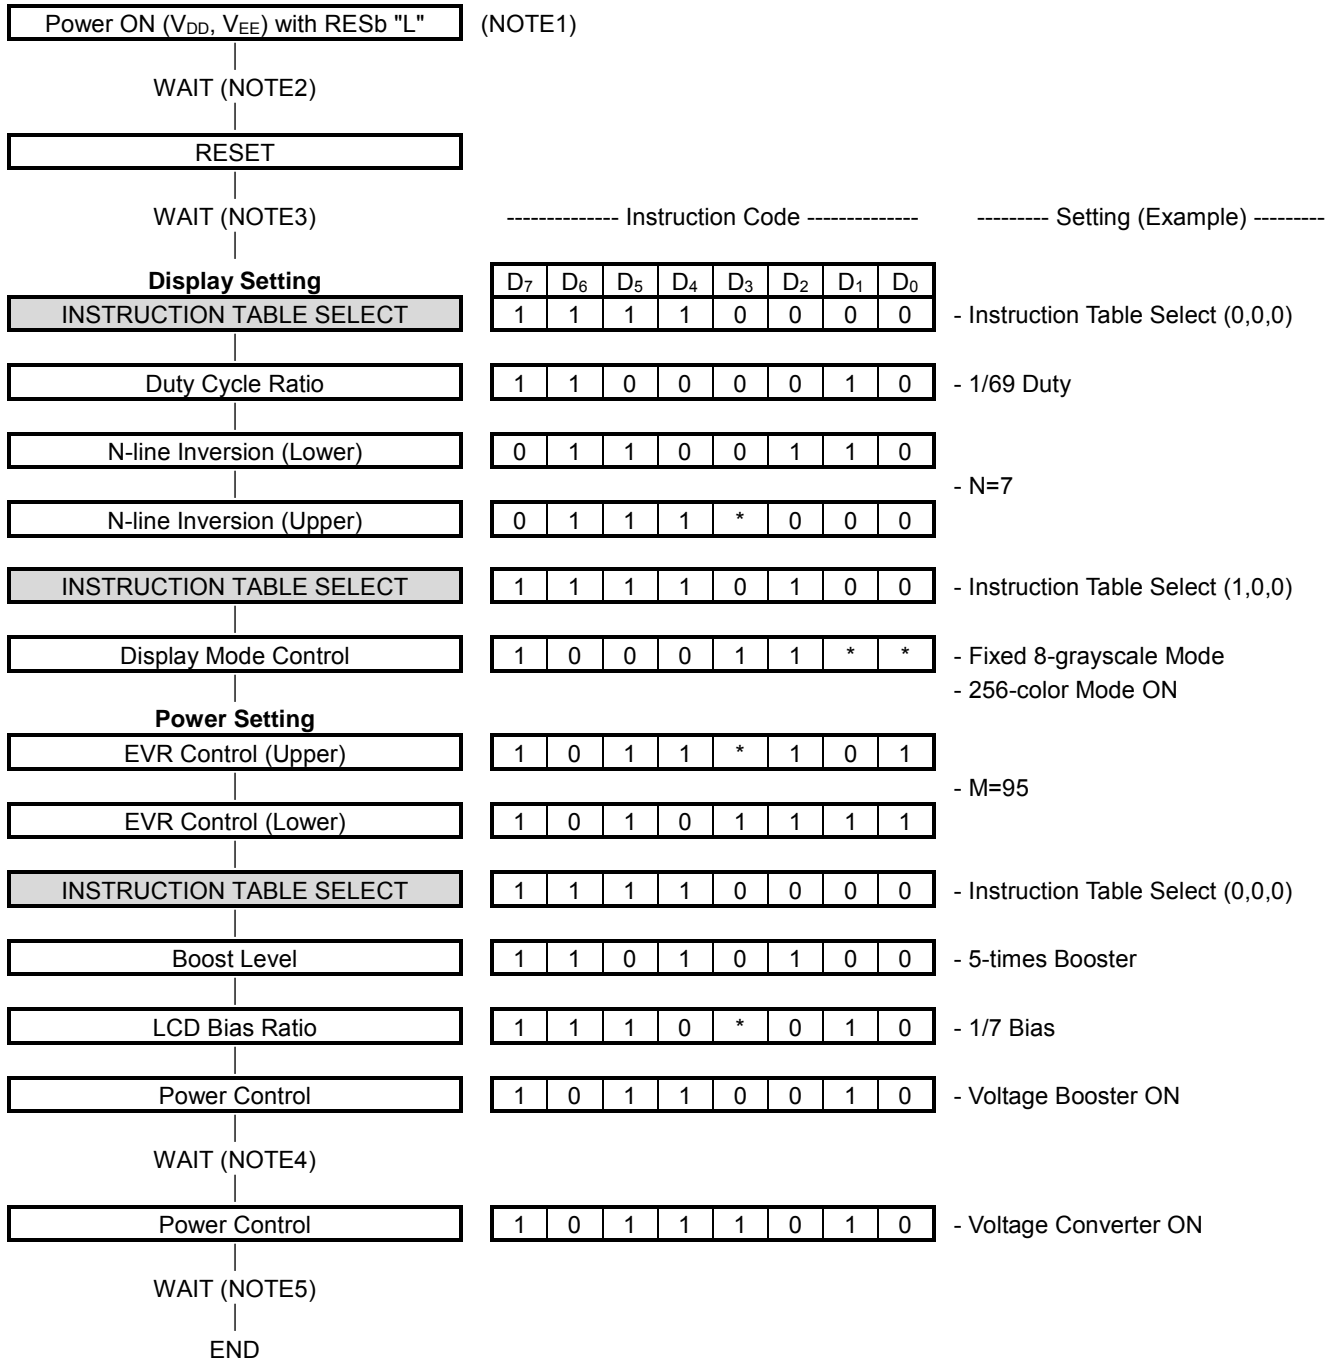 Power ON (VDD, VEE) with RESb "L" (NOTE1)
WAIT (NOTE2)
RESET
WAIT (NOTE3) -------------- Instruction Code -------------- --------- Setting (Example) ---------
Display Setting D7 D6 D5 D4 D3 D2 D1 D0
INSTRUCTION TABLE SELECT 1 1 1 1 0 0 0 0 - Instruction Table Select (0,0,0)
Duty Cycle Ratio 1 1 0 0 0 0 1 0 - 1/69 Duty
N-line Inversion (Lower) 0 1 1 0 0 1 1 0
- N=7
N-line Inversion (Upper) 0 1 1 1 * 0 0 0
INSTRUCTION TABLE SELECT 1 1 1 1 0 1 0 0 - Instruction Table Select (1,0,0)
Display Mode Control 1 0 0 0 1 1 * * - Fixed 8-grayscale Mode
- 256-color Mode ON
Power Setting
EVR Control (Upper) 1 0 1 1 * 1 0 1
- M=95
EVR Control (Lower) 1 0 1 0 1 1 1 1
INSTRUCTION TABLE SELECT 1 1 1 1 0 0 0 0 - Instruction Table Select (0,0,0)
Boost Level 1 1 0 1 0 1 0 0 - 5-times Booster
LCD Bias Ratio 1 1 1 0 * 0 1 0 - 1/7 Bias
Power Control 1 0 1 1 0 0 1 0 - Voltage Booster ON
WAIT (NOTE4)
Power Control 1 0 1 1 1 0 1 0 - Voltage Converter ON
WAIT (NOTE5)
END